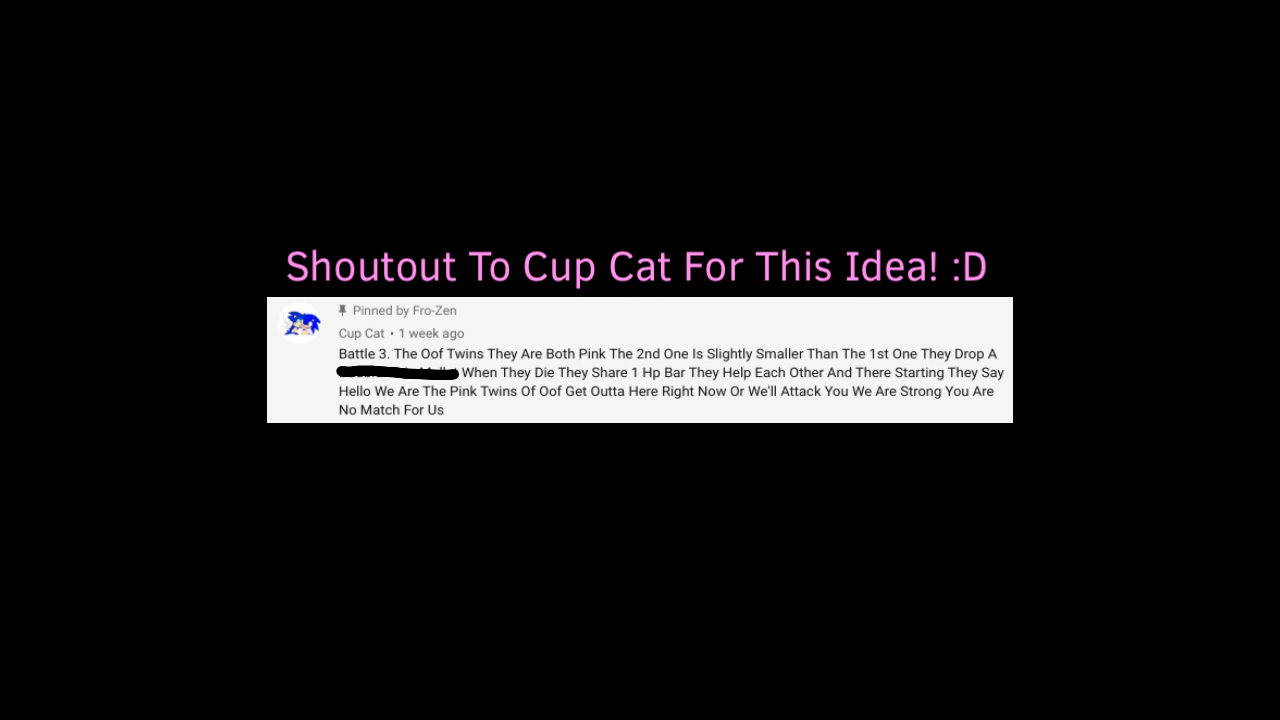 Shoutout To Cup Cat For This Idea! :D
Pinned by Fro-Zen
Cup Cat • 1 week ago
Battle 3. The Oof Twins They Are Both Pink The 2nd One Is Slightly Smaller Than The 1st One They Drop A
When They Die They Share 1 Hp Bar They Help Each Other And There Starting They Say
Hello We Are The Pink Twins Of Oof Get Outta Here Right Now Or We'll Attack You We Are Strong You Are
No Match For Us